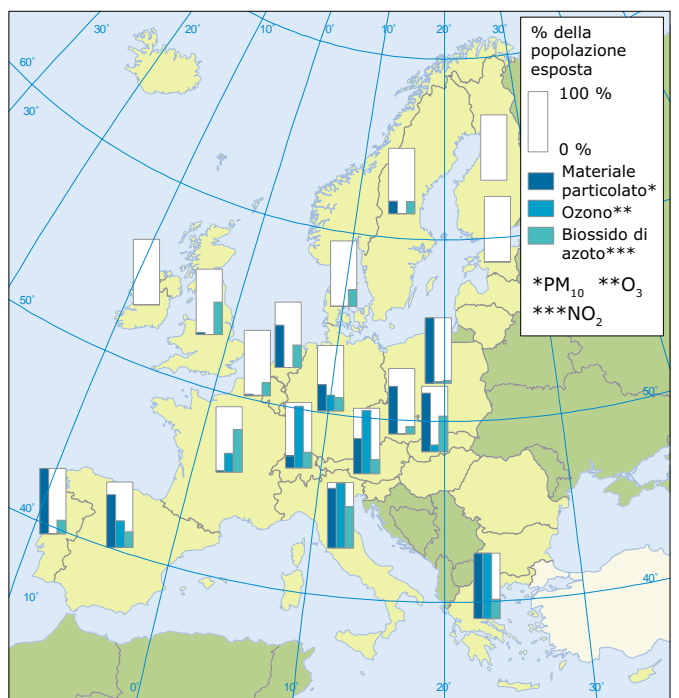 % della
popolazione
esposta
100 %
0 %
Materiale
particolato*
Ozono**
Biossido di
azoto***
*PM10 **O3
***NO2
30˚
20˚
10˚
0˚
10˚
20˚
30˚
60˚
30˚
50˚
50˚
40˚
40˚
10˚
0˚
10˚
20˚